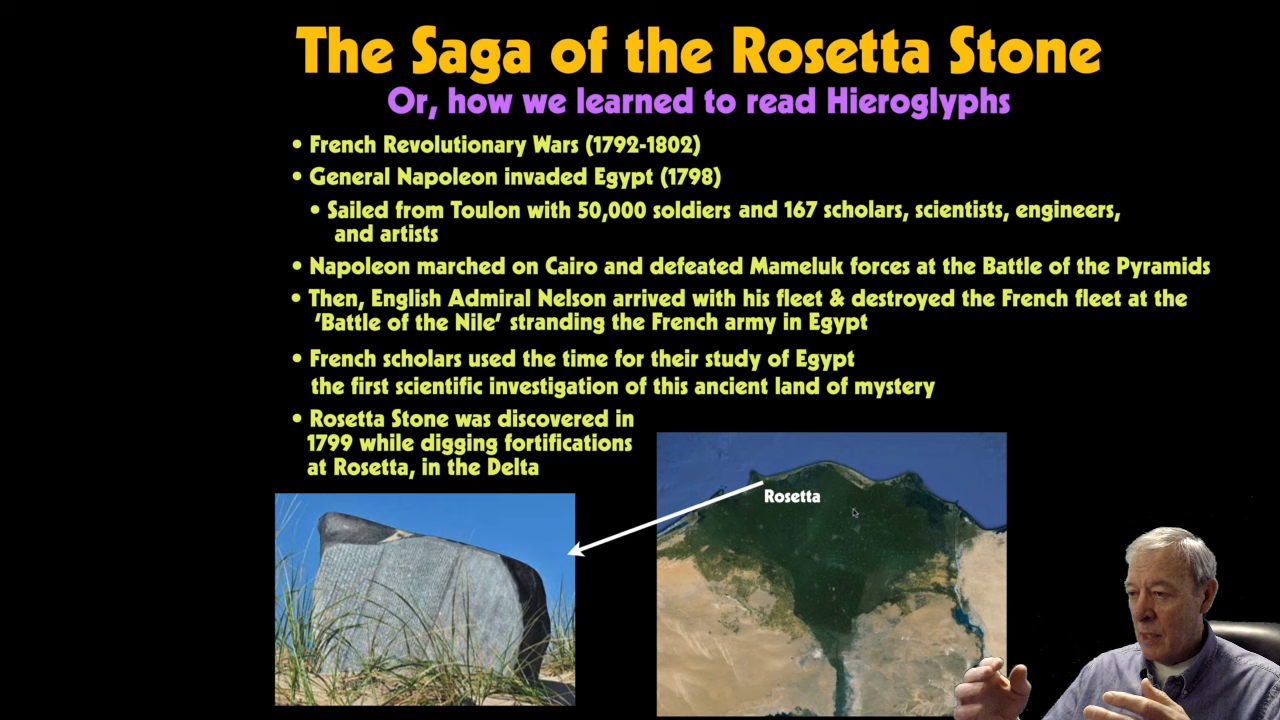 The Saga of the Rosetta Stone
Or, how we learned to read Hieroglyphs
• French Revolutionary Wars (1792-1802)
• General Napoleon invaded Egypt (1798)
• Sailed from Toulon with 50,000 soldiers and 167 scholars, scientists, engineers,
and artists
• Napoleon marched on Cairo and defeated Mameluk forces at the Battle of the Pyramids
• Then, English Admiral Nelson arrived with his fleet & destroyed the French fleet at the
'Battle of the Nile' stranding the French army in Egypt
• French scholars used the time for their study of Egypt
the first scientific investigation of this ancient land of mystery
• Rosetta Stone was discovered in
1799 while digging fortifications
at Rosetta, in the Delta
Rosetta